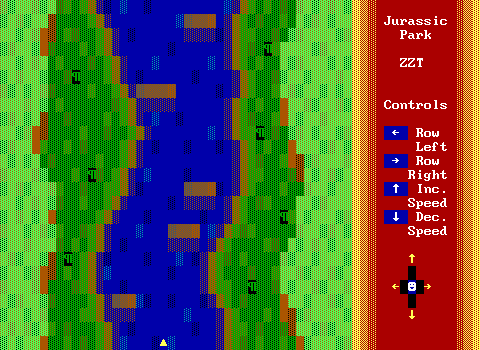 Jurassic
Park
ZZT
Controls
← Row
Left
→ Row
Right
↑ Inc.
Speed
↓ Dec.
Speed